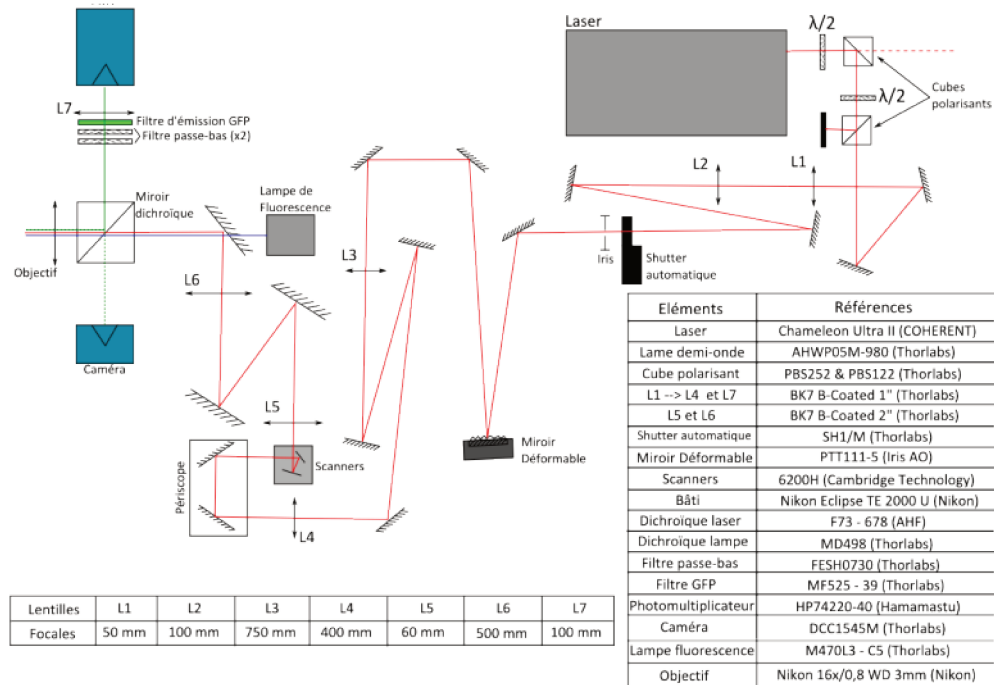 Laser
λ/2
λ/2
Cubes
polarisants
L7
Filtre d'émission GFP
Filtre passe-bas (x2)
Miroir
dichroïque
Lampe de
Fluorescence
Objectif
L6
L3
L2
L1
Iris
Shutter
automatique
Caméra
L5
Scanners
Périscope
L4
Miroir
Déformable
Eléments Références
Laser Chameleon Ultra II (COHERENT)
Lame demi-onde AHWP05M-980 (Thorlabs)
Cube polarisant PBS252 & PBS122 (Thorlabs)
L1 --> L4 et L7 BK7 B-Coated 1" (Thorlabs)
L5 et L6 BK7 B-Coated 2" (Thorlabs)
Shutter automatique SH1/M (Thorlabs)
Miroir Déformable PTT111-5 (Iris AO)
Scanners 6200H (Cambridge Technology)
Bâti Nikon Eclipse TE 2000 U (Nikon)
Dichroïque laser F73 - 678 (AHF)
Dichroïque lampe MD498 (Thorlabs)
Filtre passe-bas FESH0730 (Thorlabs)
Filtre GFP MF525 - 39 (Thorlabs)
Photomultiplicateur HP74220-40 (Hamamastu)
Caméra DCC1545M (Thorlabs)
Lampe fluorescence M470L3 - C5 (Thorlabs)
Objectif Nikon 16x/0,8 WD 3mm (Nikon)
Lentilles L1 L2 L3 L4 L5 L6 L7
Focales 50 mm 100 mm 750 mm 400 mm 60 mm 500 mm 100 mm